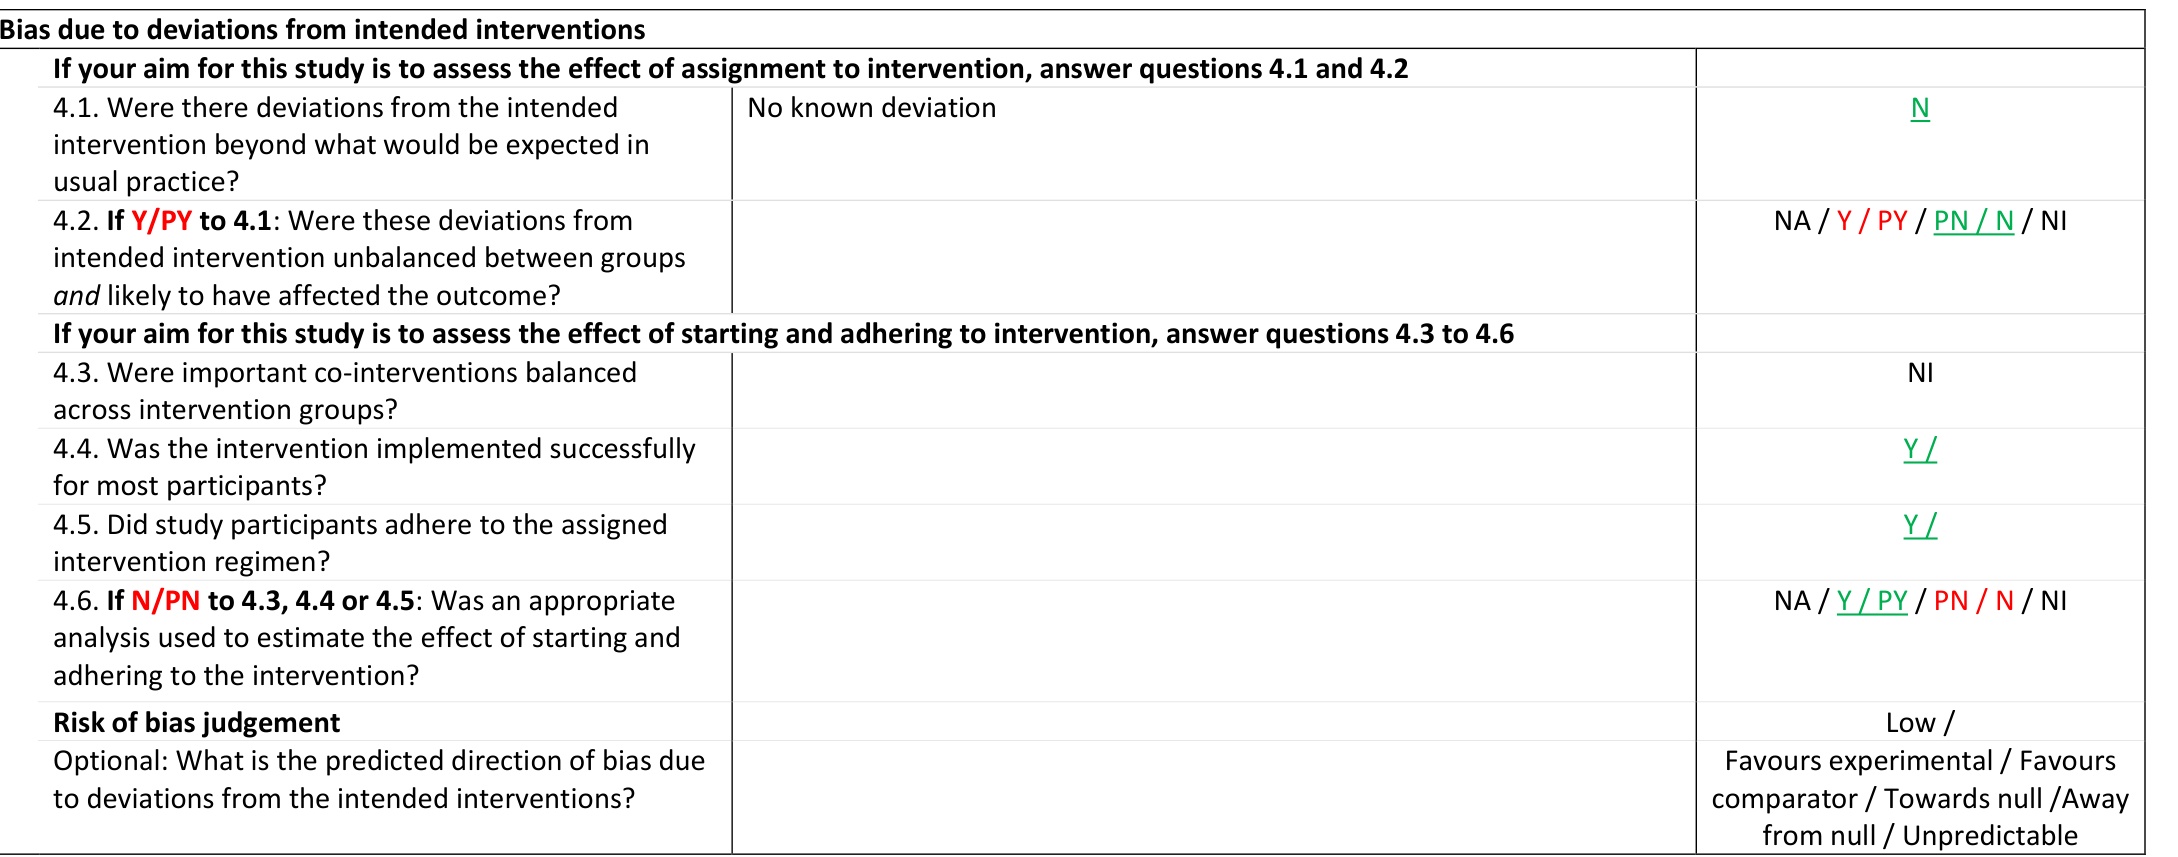 Bias due to deviations from intended interventions
If your aim for this study is to assess the effect of assignment to intervention, answer questions 4.1 and 4.2
4.1. Were there deviations from the intended
intervention beyond what would be expected in
usual practice?
No known deviation
N
4.2. If Y/PY to 4.1: Were these deviations from
intended intervention unbalanced between groups
and likely to have affected the outcome?
NA / Y / PY / PN / N / NI
If your aim for this study is to assess the effect of starting and adhering to intervention, answer questions 4.3 to 4.6
4.3. Were important co-interventions balanced
across intervention groups?
NI
4.4. Was the intervention implemented successfully
for most participants?
Y /
4.5. Did study participants adhere to the assigned
intervention regimen?
Y /
4.6. If N/PN to 4.3, 4.4 or 4.5: Was an appropriate
analysis used to estimate the effect of starting and
adhering to the intervention?
NA / Y / PY / PN / N / NI
Risk of bias judgement
Low /
Optional: What is the predicted direction of bias due
to deviations from the intended interventions?
Favours experimental / Favours
comparator / Towards null /Away
from null / Unpredictable